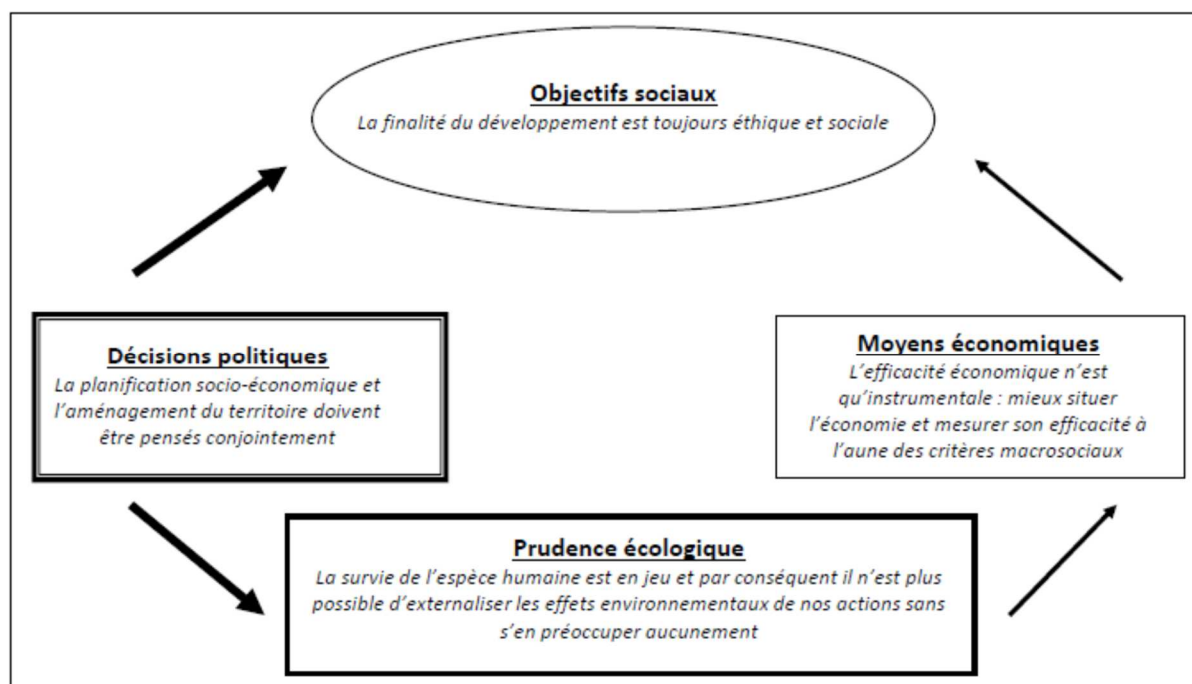 Objectifs sociaux
La finalité du développement est toujours éthique et sociale
Décisions politiques
La planification socio-économique et
l'aménagement du territoire doivent
être pensés conjointement
Moyens économiques
L'efficacité économique n'est
qu'instrumentale : mieux situer
l'économie et mesurer son efficacité à
l'aune des critères macrosociaux
Prudence écologique
La survie de l'espèce humaine est en jeu et par conséquent il n'est plus
possible d'externaliser les effets environnementaux de nos actions sans
s'en préoccuper aucunement